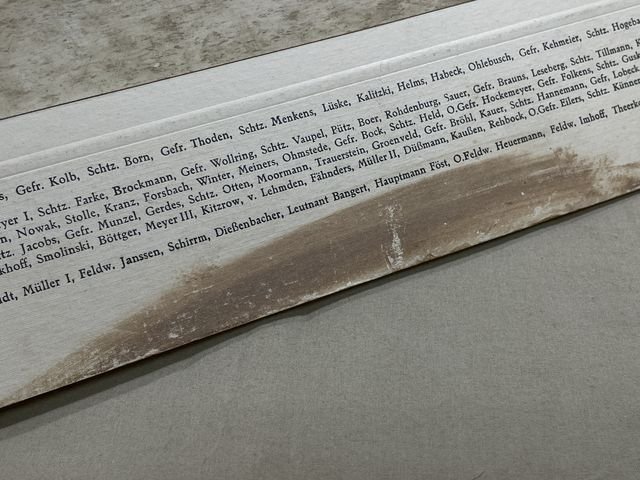 Gefr. Kolb, Schtz. Born, Gefr. Thoden, Schtz. Menkens, Lüske, Kalitzki, Helms, Habeck, Ohlebusch, Gefr. Kehmeier, Schtz. Hogeba
eyer I, Schtz. Farke, Brockmann, Gefr. Wollring, Schtz. Vaupel, Pütz, Boer, Rohdenburg, Sauer, Gefr. Brauns, Leseberg, Schtz. Tillmann,
Nowak, Stolle, Kranz, Forsbach, Winter, Meiners, Ohmstede, Gefr. Bock, Schtz. Held, O.Gefr. Hockemeyer, Gefr. Folkens, Schtz. Gusk
tz. Jacobs, Gefr. Munzel, Gerdes, Schtz. Otten, Moormann, Trauerstein, Groenveld, Gefr. Bröhl, Kauer, Schtz. Hannemann, Gefr. Lobeck
khoff, Smolinski, Böttger, Meyer III, Kitzrow, v. Lehmden, Fähnders, Müller II, Düßmann, Kaußen, Rehbock, O.Gefr. Eilers, Schtz. Künne
dt, Müller I, Feldw. Janssen, Schirrm, Dießenbacher, Leutnant Bangert, Hauptmann Föst, O.Feldw. Heuermann, Feldw. Imhoff, Theerk